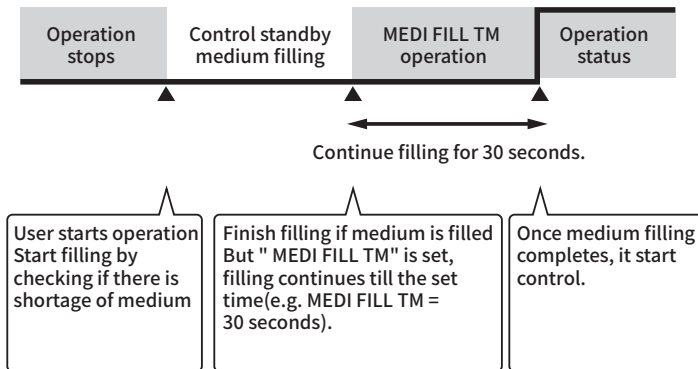 Operation
stops
Control standby
medium filling
MEDI FILL TM
operation
Operation
status
Continue filling for 30 seconds.
User starts operation
Start filling by
checking if there is
shortage of medium
Finish filling if medium is filled
But " MEDI FILL TM" is set,
filling continues till the set
time(e.g. MEDI FILL TM =
30 seconds).
Once medium filling
completes, it start
control.